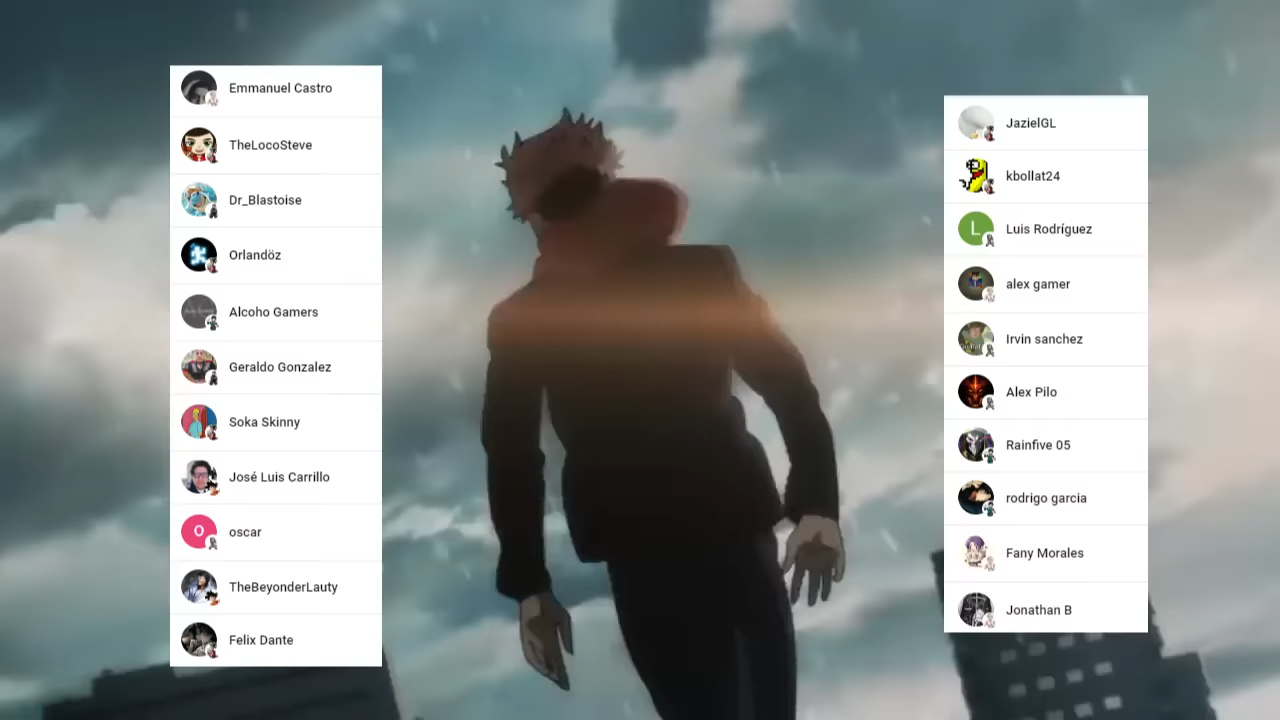 Emmanuel Castro
TheLocoSteve
Dr_Blastoise
Orlandöz
Alcoho Gamers
Geraldo Gonzalez
Soka Skinny
José Luis Carrillo
O
oscar
TheBeyonderLauty
Felix Dante
JazielGL
kbollat24
L
Luis Rodríguez
alex gamer
Irvin sanchez
Alex Pilo
Rainfive 05
rodrigo garcia
Fany Morales
Jonathan B